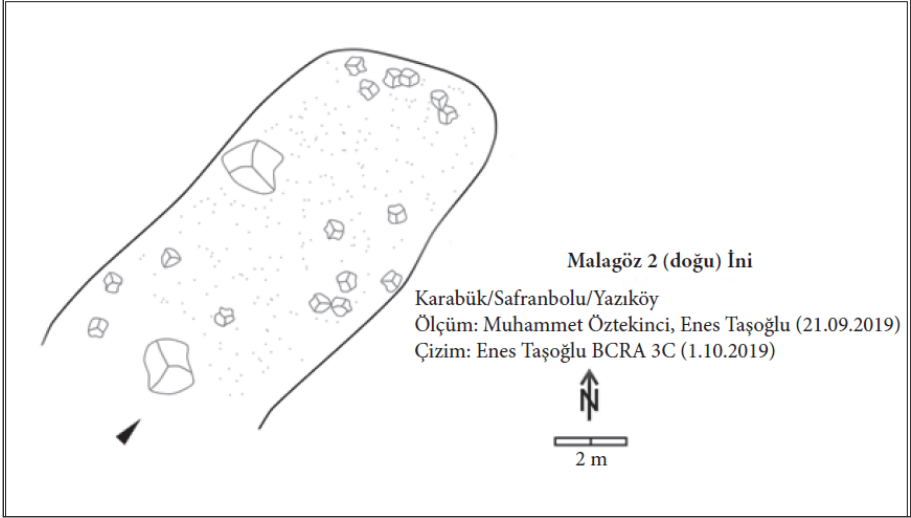 Malagöz 2 (doğu) İni
Karabük/Safranbolu/Yazıköy
Ölçüm: Muhammet Öztekinci, Enes Taşoğlu (21.09.2019)
Çizim: Enes Taşoğlu BCRA 3C (1.10.2019)
N
2 m